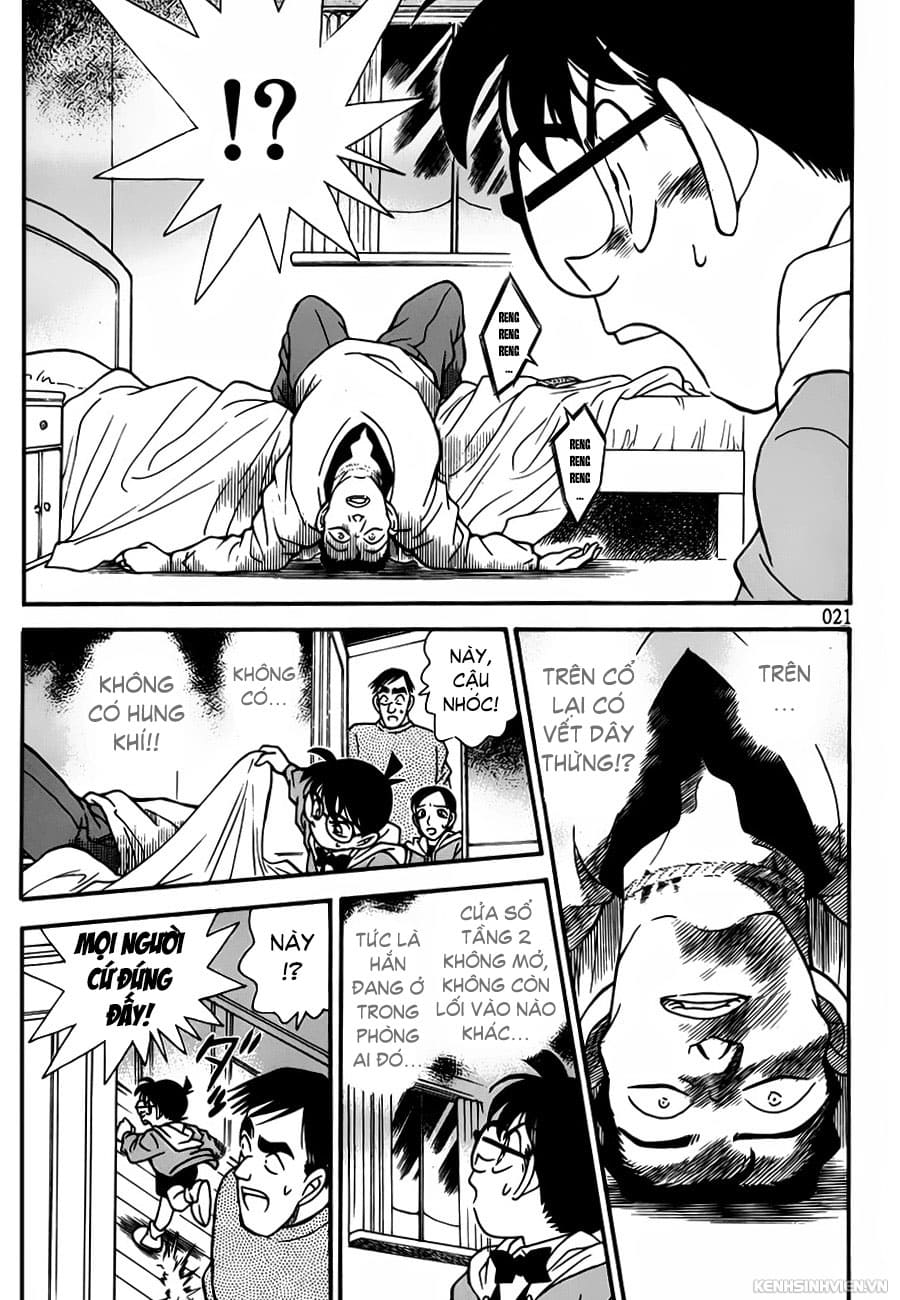 !?
RENG
RENG
RENG
...
RENG
RENG
RENG
...
021
TRÊN
...
TRÊN CỔ
LẠI CÓ
VẾT DÂY
THỪNG!?
NÀY,
CẬU
NHÓC!
KHÔNG
CÓ...
KHÔNG
CÓ HUNG
KHÍ!!
CỬA SỔ
TẦNG 2
KHÔNG MỞ,
KHÔNG CÒN
LỐI VÀO NÀO
KHÁC...
TỨC LÀ
HẮN
ĐANG Ở
TRONG
PHÒNG
AI ĐÓ...
NÀY
!?
MỌI NGƯỜI
CỨ ĐỨNG
ĐẤY!
ダッ
KENHSINHVIEN.VN